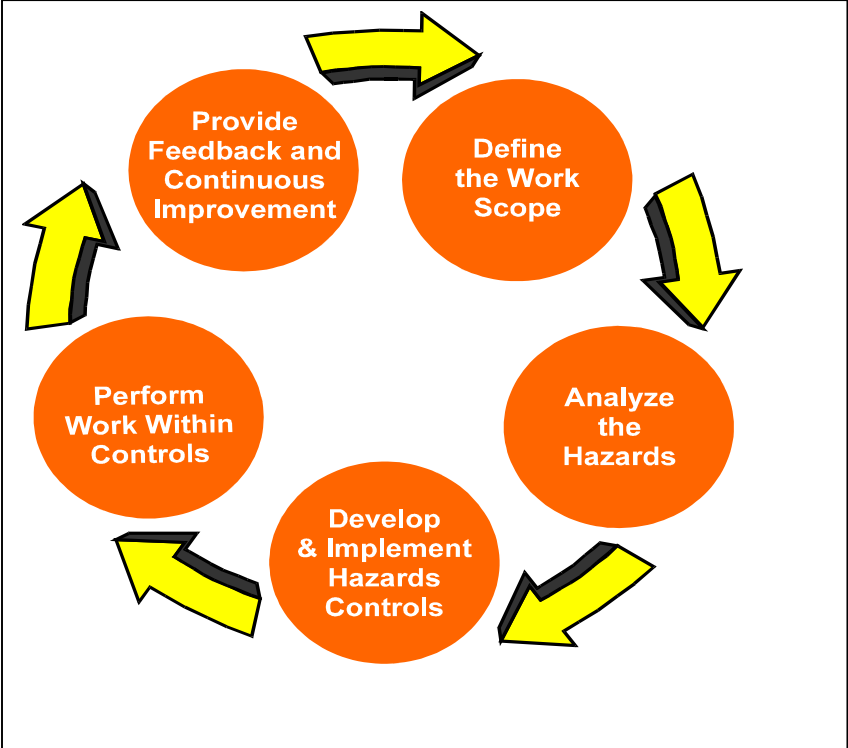 Provide
Feedback and
Continuous
Improvement
Define
the Work
Scope
Analyze
the
Hazards
Develop
& Implement
Hazards
Controls
Perform
Work Within
Controls